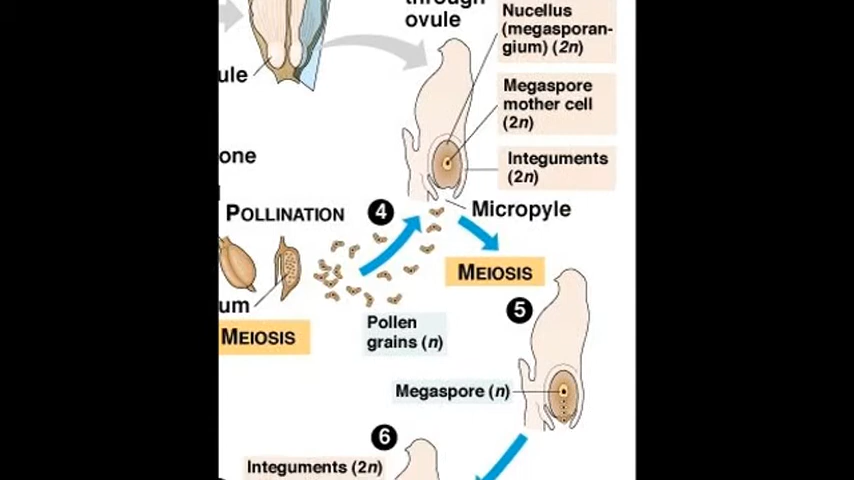 through
ovule
Nucellus
(megasporan-
gium) (2n)
ule
Megaspore
mother cell
(2n)
one
Integuments
(2n)
POLLINATION
4
Micropyle
MEIOSIS
5
um
MEIOSIS
Pollen
grains (n)
Megaspore (n)
6
Integuments (2n)